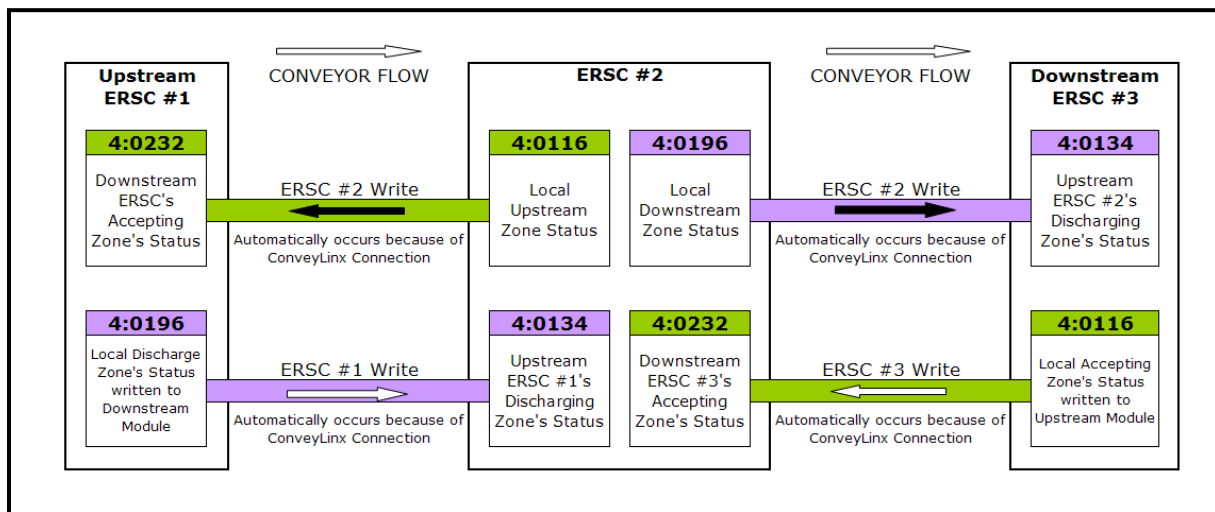 CONVEYOR FLOW
CONVEYOR FLOW
Upstream
ERSC #1
4:0232
Downstream
ERSC's
Accepting
Zone's Status
4:0196
Local Discharge
Zone's Status
written to
Downstream
Module
ERSC #2 Write
Automatically occurs because of
ConveyLinx Connection
ERSC #1 Write
Automatically occurs because of
ConveyLinx Connection
ERSC #2
4:0116
Local
Upstream
Zone Status
4:0196
Local
Downstream
Zone Status
4:0134
Upstream
ERSC #1's
Discharging
Zone's Status
4:0232
Downstream
ERSC #3's
Accepting
Zone's Status
ERSC #2 Write
Automatically occurs because of
ConveyLinx Connection
ERSC #3 Write
Automatically occurs because of
ConveyLinx Connection
Downstream
ERSC #3
4:0134
Upstream
ERSC #2's
Discharging
Zone's Status
4:0116
Local Accepting
Zone's Status
written to
Upstream Module